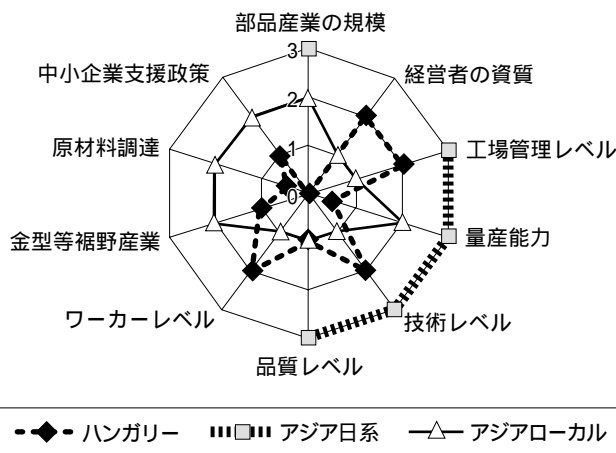 部品産業の規模
経営者の資質
工場管理レベル
量産能力
技術レベル
品質レベル
ワーカーレベル
金型等裾野産業
原材料調達
中小企業支援政策
3
2
1
0
ハンガリー アジア日系 アジアローカル